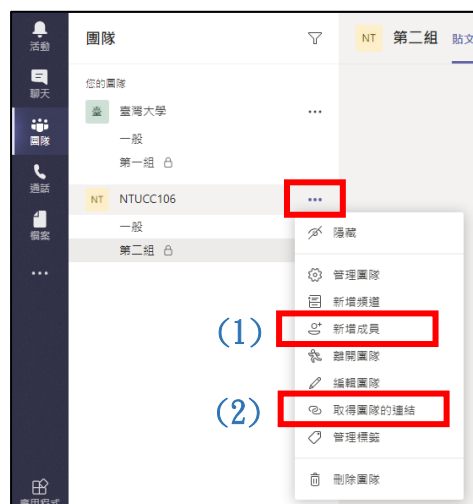 活動
聊天
團隊
通話
檔案
應用程式
團隊
您的團隊
臺 臺灣大學
一般
第一組
NT NTUCC106
一般
第二組
NT 第二組 貼文
隱藏
管理團隊
新增頻道
(1) 新增成員
離開團隊
編輯團隊
(2) 取得團隊的連結
管理標籤
刪除團隊